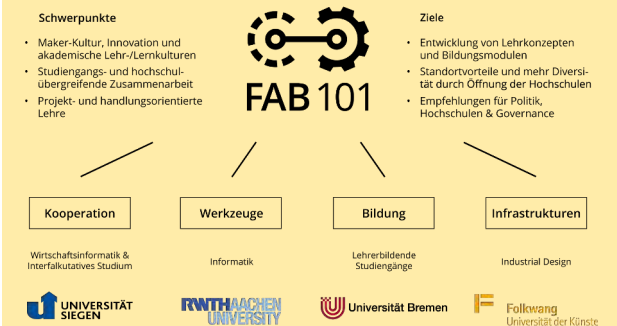 Schwerpunkte
• Maker-Kultur, Innovation und
akademische Lehr-/Lernkulturen
• Studiengangs- und hochschul-
übergreifende Zusammenarbeit
• Projekt- und handlungsorientierte
Lehre
FAB 101
Ziele
• Entwicklung von Lehrkonzepten
und Bildungsmodulen
• Standortvorteile und mehr Diversi-
tät durch Öffnung der Hochschulen
• Empfehlungen für Politik,
Hochschulen & Governance
Kooperation
Werkzeuge
Bildung
Infrastrukturen
Wirtschaftsinformatik &
Interfalkutatives Studium
Informatik
Lehrerbildende
Studiengänge
Industrial Design
UNIVERSITÄT
SIEGEN
RWTHAACHEN
UNIVERSITY
Universität Bremen
Folkwang
Universität der Künste